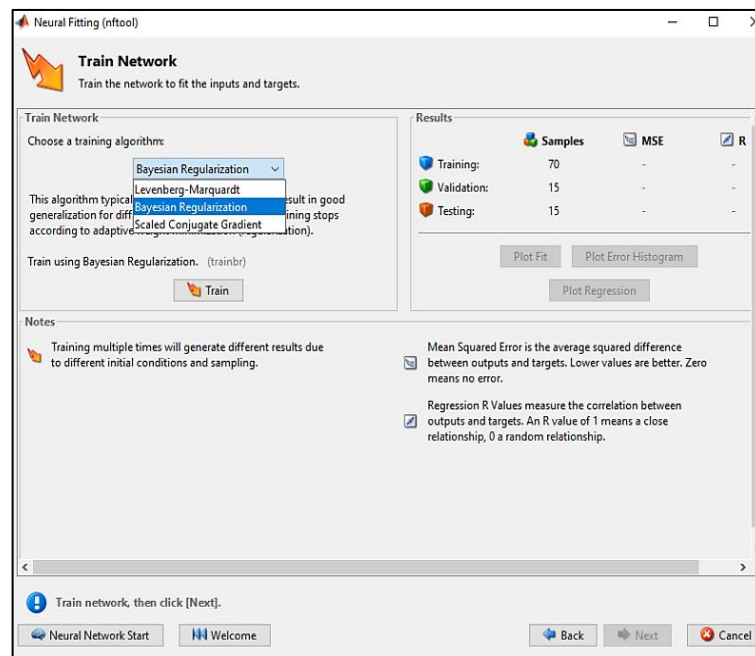 Neural Fitting (nftool)
Train Network
Train the network to fit the inputs and targets.
Train Network
Choose a training algorithm:
Bayesian Regularization
Levenberg-Marquardt
Bayesian Regularization
Scaled Conjugate Gradient
This algorithm typical
sult in good
generalization for diff
ining stops
according to adaptive weight minimization (regularization).
Train using Bayesian Regularization. (trainbr)
Train
Results
Samples MSE R
Training: 70 - -
Validation: 15 - -
Testing: 15 - -
Plot Fit Plot Error Histogram
Plot Regression
Notes
Training multiple times will generate different results due
to different initial conditions and sampling.
Mean Squared Error is the average squared difference
between outputs and targets. Lower values are better. Zero
means no error.
Regression R Values measure the correlation between
outputs and targets. An R value of 1 means a close
relationship, 0 a random relationship.
Train network, then click [Next].
Neural Network Start Welcome Back Next Cancel